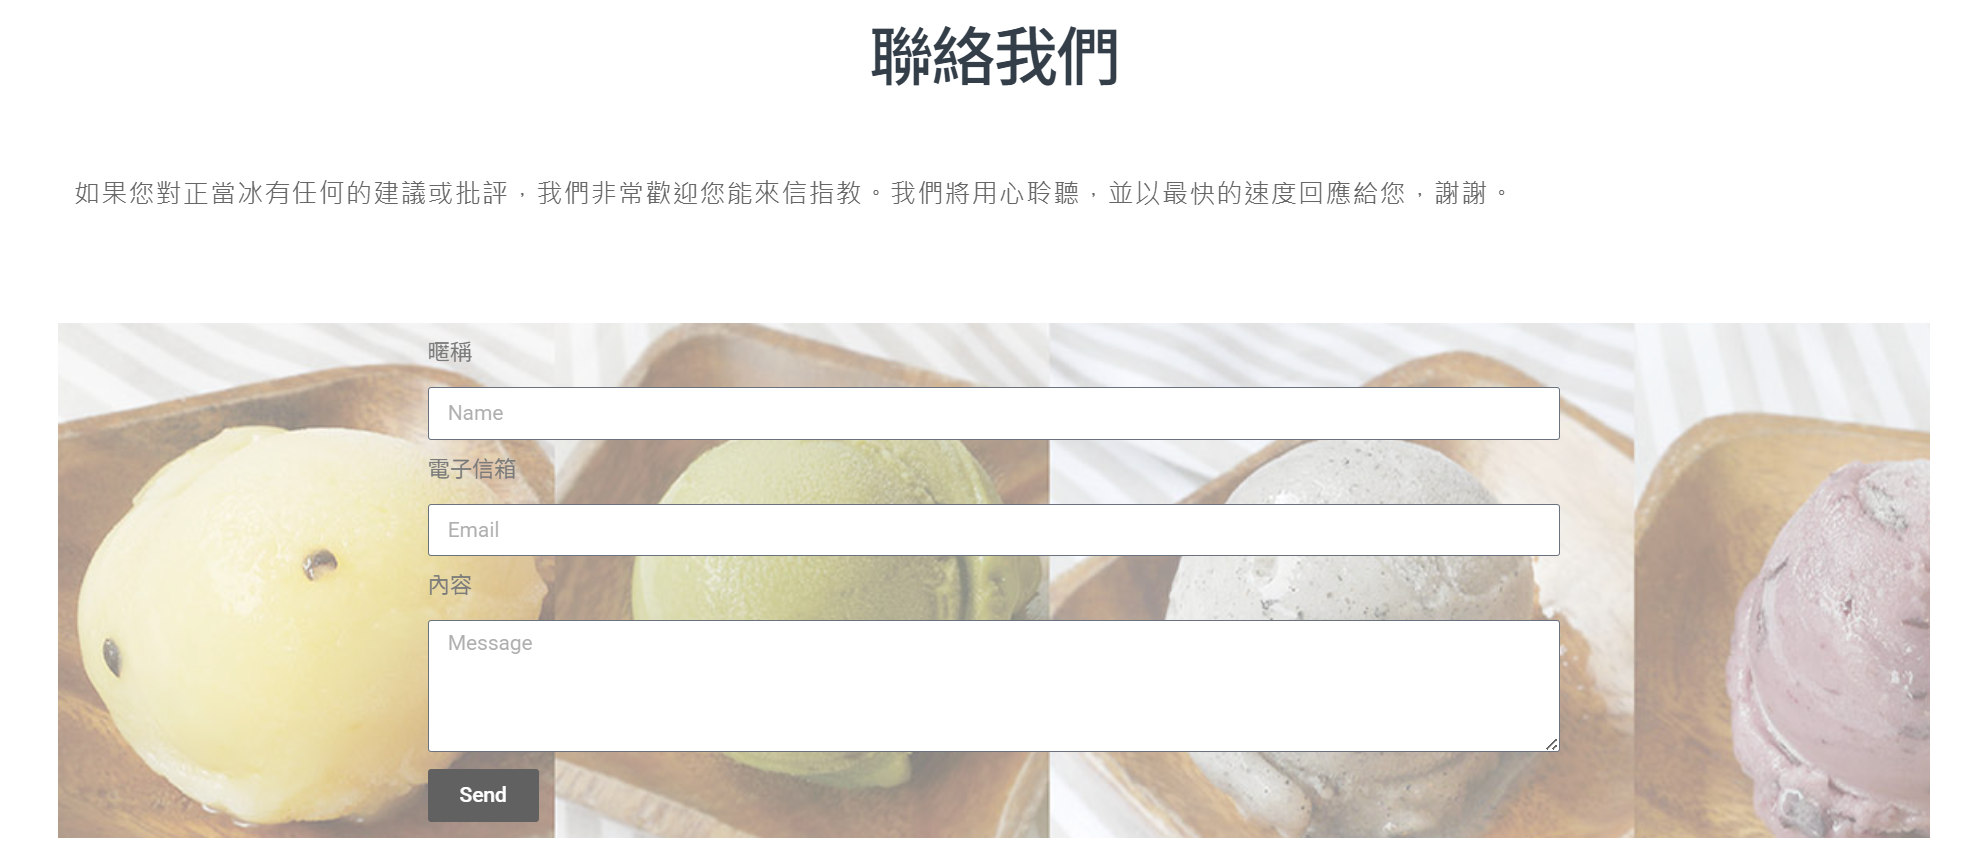 聯絡我們
如果您對正當冰有任何的建議或批評，我們非常歡迎您能來信指教。我們將用心聆聽，並以最快的速度回應給您，謝謝。
暱稱
Name
電子信箱
Email
內容
Message
Send